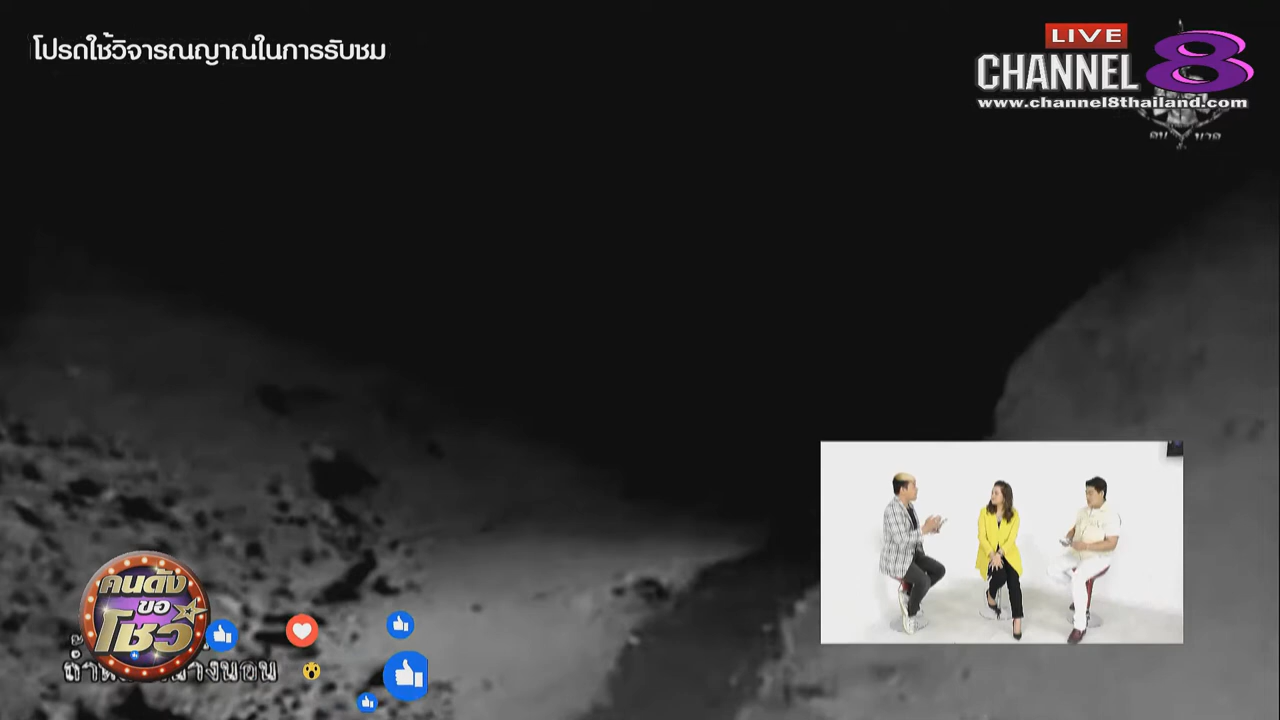 โปรดใช้วิจารณญาณในการรับชม
LIVE
CHANNEL 8
www.channel8thailand.com
คนดัง
ขอ
โชว์